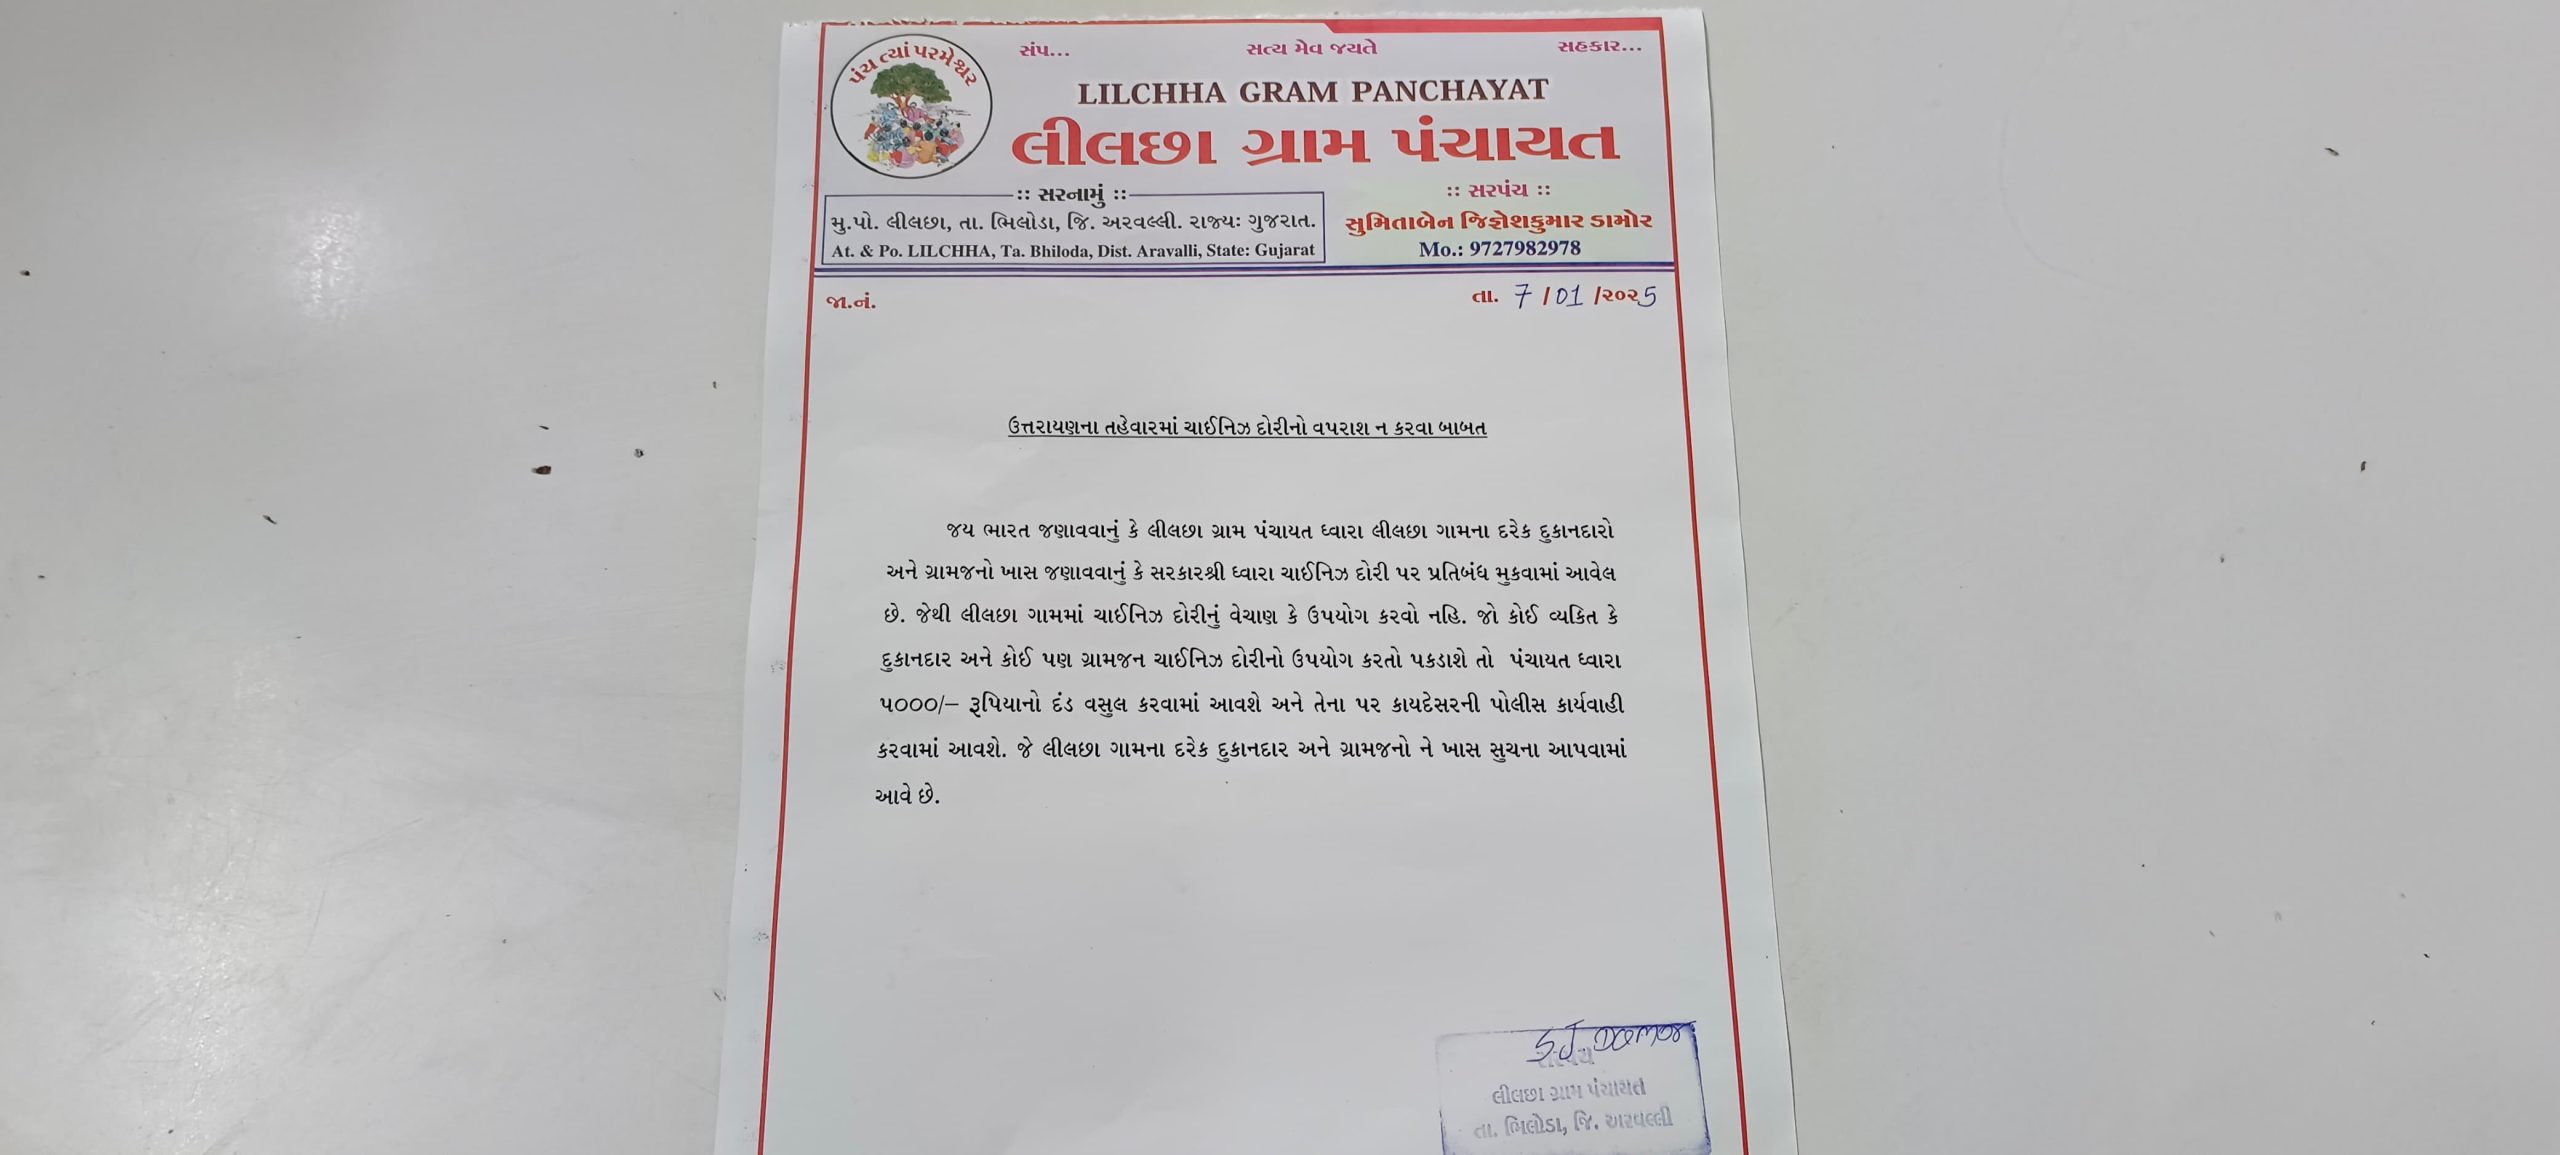 પંચ ત્યાં પરમેશ્વર
સંપ... સત્ય મેવ જયતે સહકાર...
LILCHHA GRAM PANCHAYAT
લીલછા ગ્રામ પંચાયત
:: સરનામું ::
મુ.પો. લીલછા, તા. ભિલોડા, જિ. અરવલ્લી. રાજ્યઃ ગુજરાત.
At. & Po. LILCHHA, Ta. Bhiloda, Dist. Aravalli, State: Gujarat
:: સરપંચ ::
સુમિતાબેન જિજ્ઞેશકુમાર ડામોર
Mo.: 9727982978
જા.નં. તા. 7 / 01 /૨૦૨5
ઉત્તરાયણના તહેવારમાં ચાઈનિઝ દોરીનો વપરાશ ન કરવા બાબત
જય ભારત જણાવવાનું કે લીલછા ગ્રામ પંચાયત ધ્વારા લીલછા ગામના દરેક દુકાનદારો
અને ગ્રામજનો ખાસ જણાવવાનું કે સરકારશ્રી ધ્વારા ચાઈનિઝ દોરી પર પ્રતિબંધ મુકવામાં આવેલ
છે. જેથી લીલછા ગામમાં ચાઈનિઝ દોરીનું વેચાણ કે ઉપયોગ કરવો નહિ. જો કોઈ વ્યકિત કે
દુકાનદાર અને કોઈ પણ ગ્રામજન ચાઈનિઝ દોરીનો ઉપયોગ કરતો પકડાશે તો પંચાયત ધ્વારા
૫૦૦૦/– રૂપિયાનો દંડ વસુલ કરવામાં આવશે અને તેના પર કાયદેસરની પોલીસ કાર્યવાહી
કરવામાં આવશે. જે લીલછા ગામના દરેક દુકાનદાર અને ગ્રામજનો ને ખાસ સુચના આપવામાં
આવે છે.
S.J. Damor
સરપંચ
લીલછા ગ્રામ પંચાયત
તા. ભિલોડા, જિ. અરવલ્લી